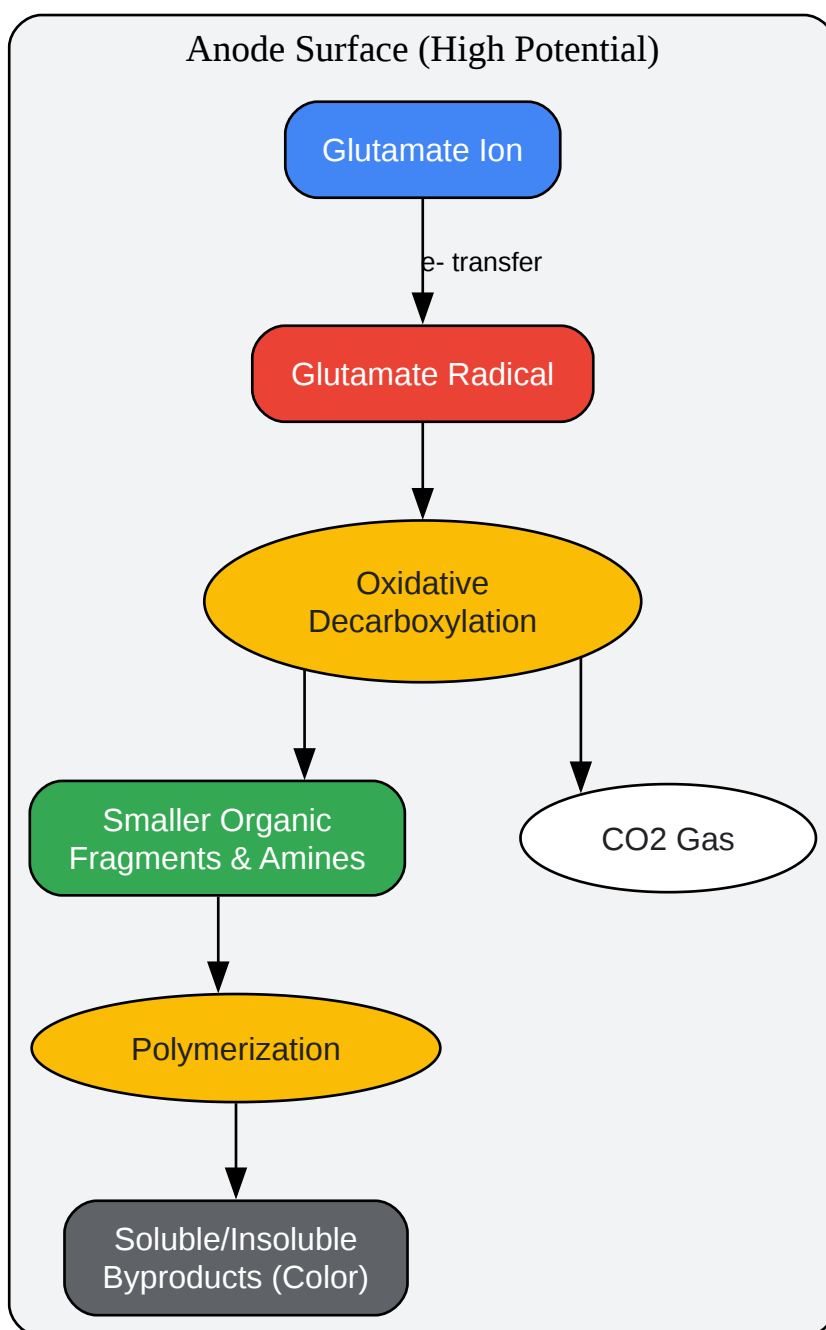 Anode Surface (High Potential)
Glutamate Ion
e- transfer
Glutamate Radical
Oxidative
Decarboxylation
Smaller Organic
Fragments & Amines
CO2 Gas
Polymerization
Soluble/Insoluble
Byproducts (Color)